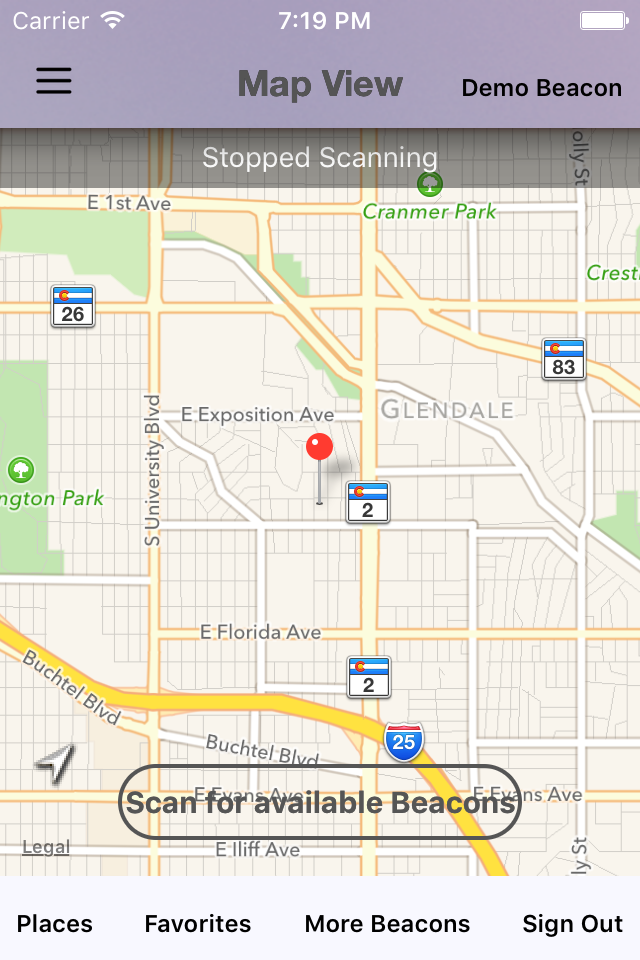 Carrier 7:19 PM
Map View
Demo Beacon
Stopped Scanning
olly St
E 1st Ave
Cranmer Park
Crest
26
83
E Exposition Ave
GLENDALE
S University Blvd
ngton Park
2
E Florida Ave
Buchtel Blvd
2
25
Buchtel Blvd
E Evans Ave
E Evans Ave
Scan for available Beacons
Legal
E Iliff Ave
ly St
Places Favorites More Beacons Sign Out